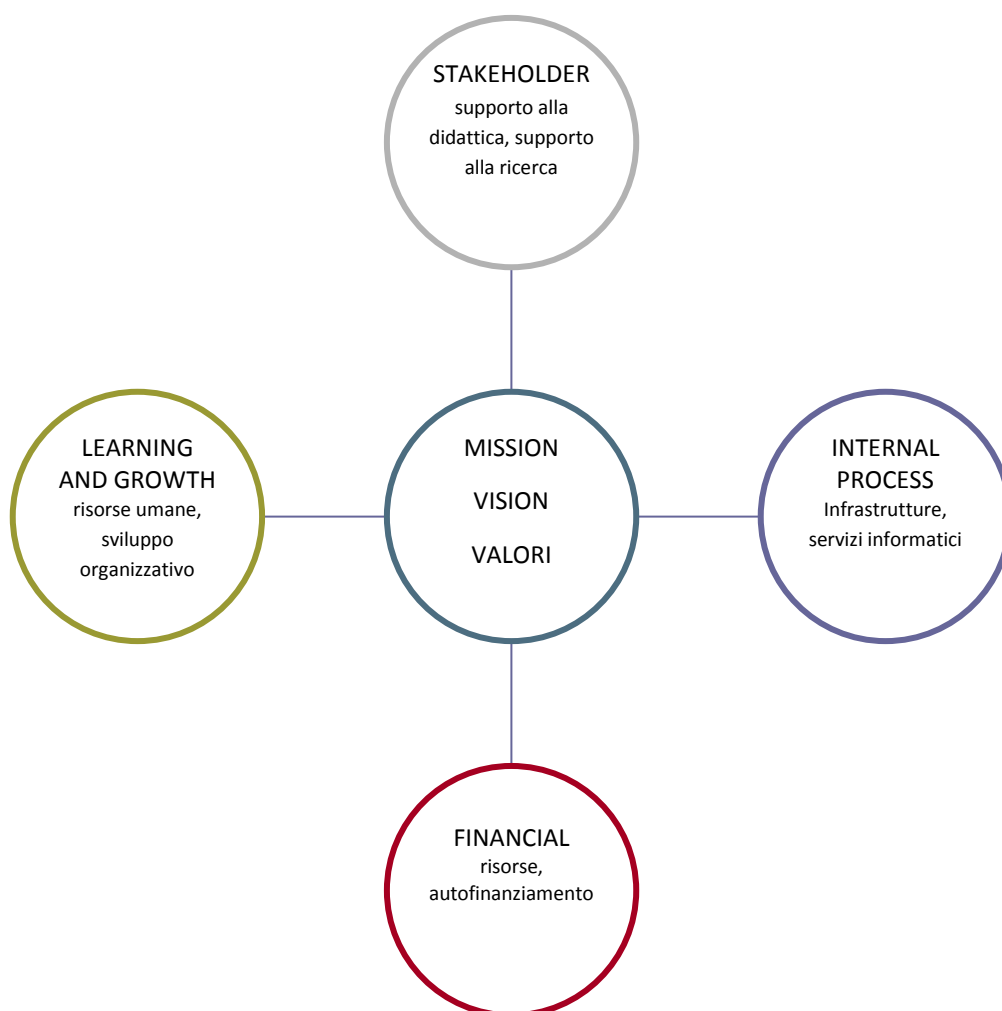 STAKEHOLDER
supporto alla
didattica, supporto
alla ricerca
LEARNING
AND GROWTH
risorse umane,
sviluppo
organizzativo
MISSION
VISION
VALORI
INTERNAL
PROCESS
Infrastrutture,
servizi informatici
FINANCIAL
risorse,
autofinanziamento